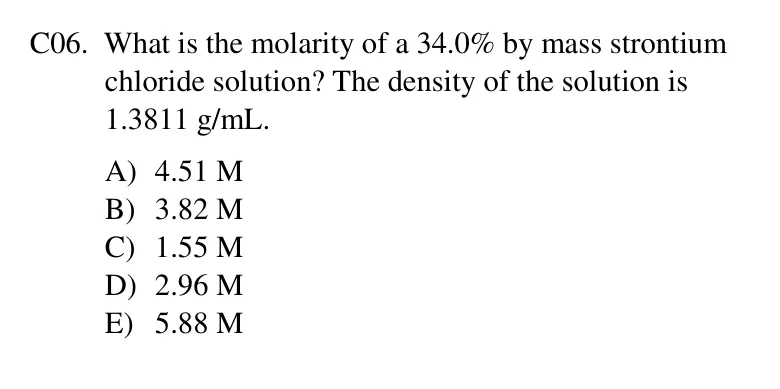 C06. What is the molarity of a 34.0% by mass strontium
chloride solution? The density of the solution is
1.3811 g/mL.
A) 4.51 M
B) 3.82 M
C) 1.55 M
D) 2.96 M
E) 5.88 M